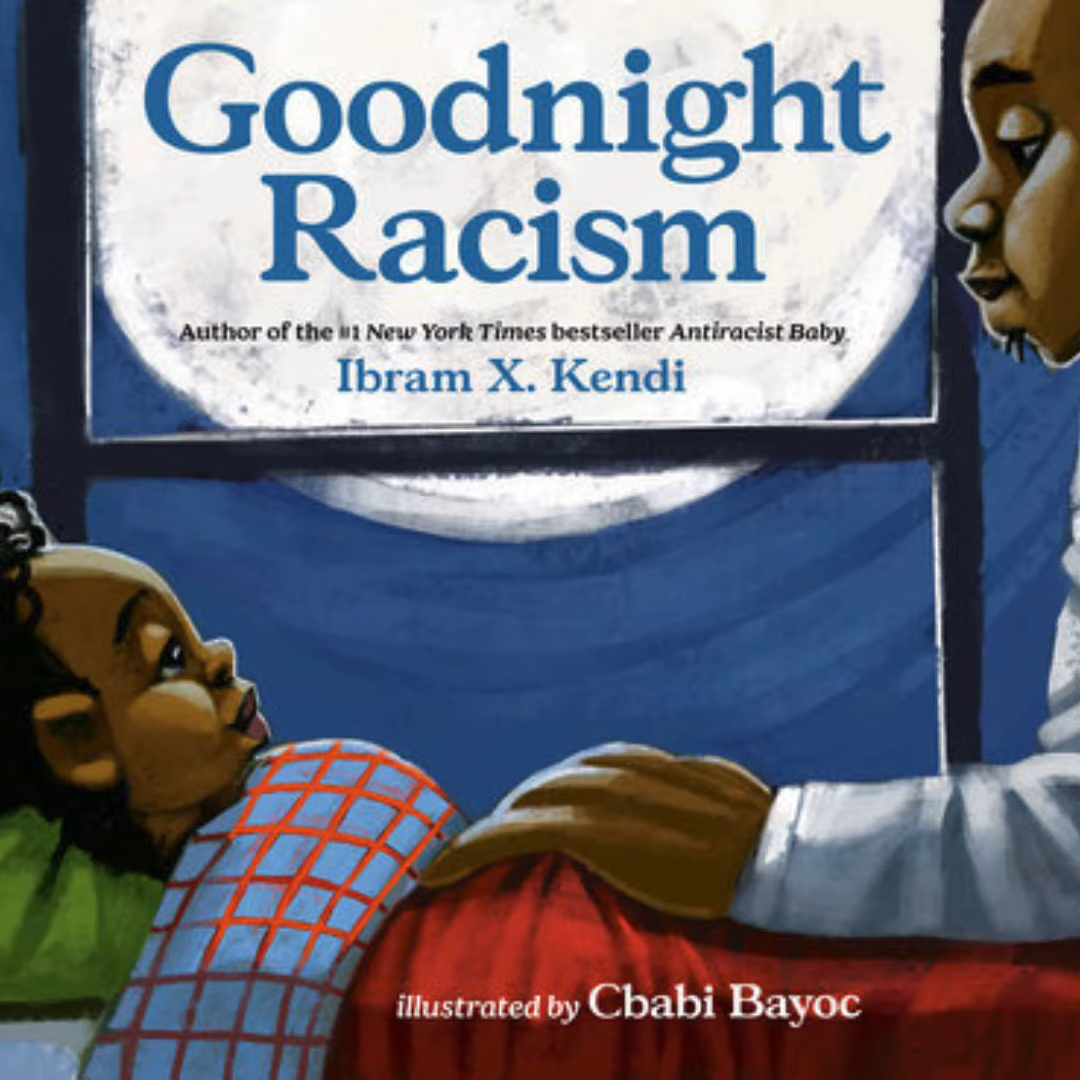 Goodnight
Racism
Author of the #1 New York Times bestseller Antiracist Baby
Ibram X. Kendi
illustrated by Cbabi Bayoc